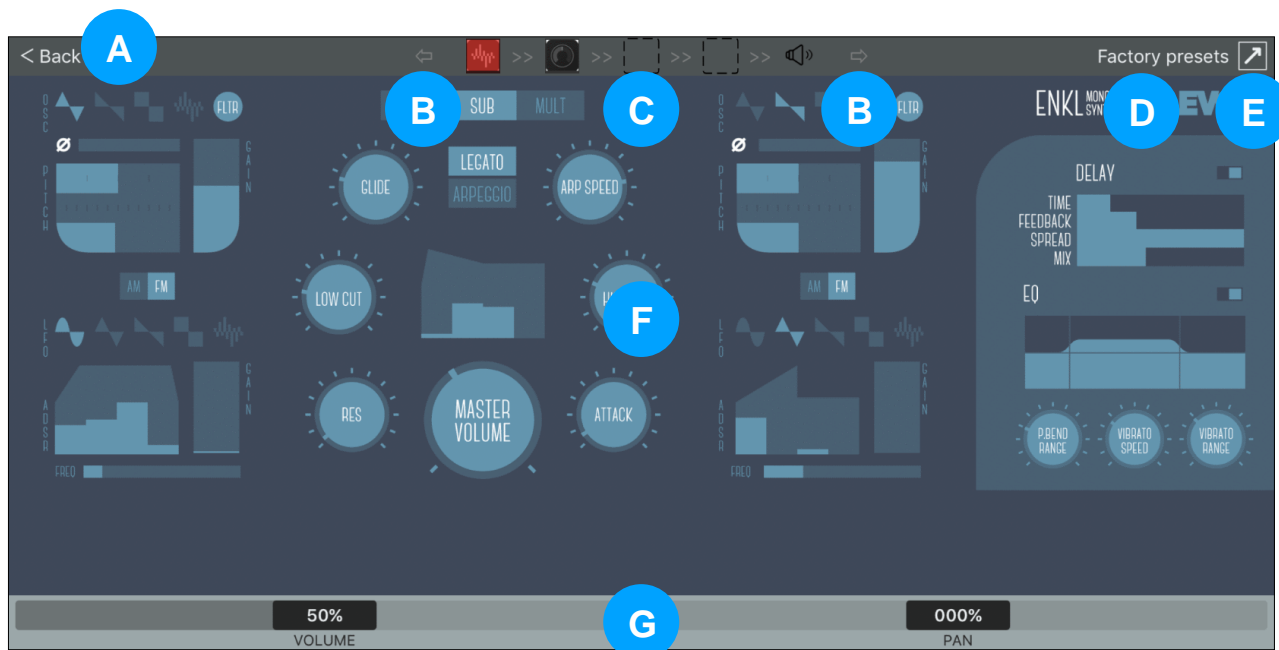 < Back
A
>> >> >> >>
Factory presets
B
C
B
D
E
OSC
FLTR
SUB
MULT
OSC
FLTR
ENKL
EV
Ø
Ø
PITCH
GAIN
GLIDE
LEGATO
ARPEGGIO
ARP SPEED
PITCH
GAIN
DELAY
TIME
FEEDBACK
SPREAD
MIX
AM FM
LOW CUT
F
AM FM
EQ
LFO
LFO
ADSR
GAIN
RES
MASTER
VOLUME
ATTACK
ADSR
GAIN
P.BEND
RANGE
VIBRATO
SPEED
VIBRATO
RANGE
FREQ
FREQ
50%
VOLUME
G
000%
PAN